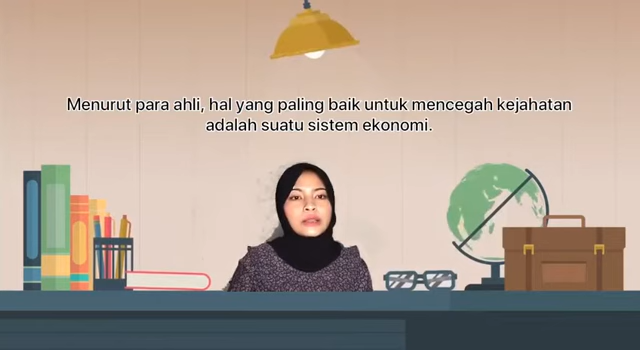 Menurut para ahli, hal yang paling baik untuk mencegah kejahatan
adalah suatu sistem ekonomi.